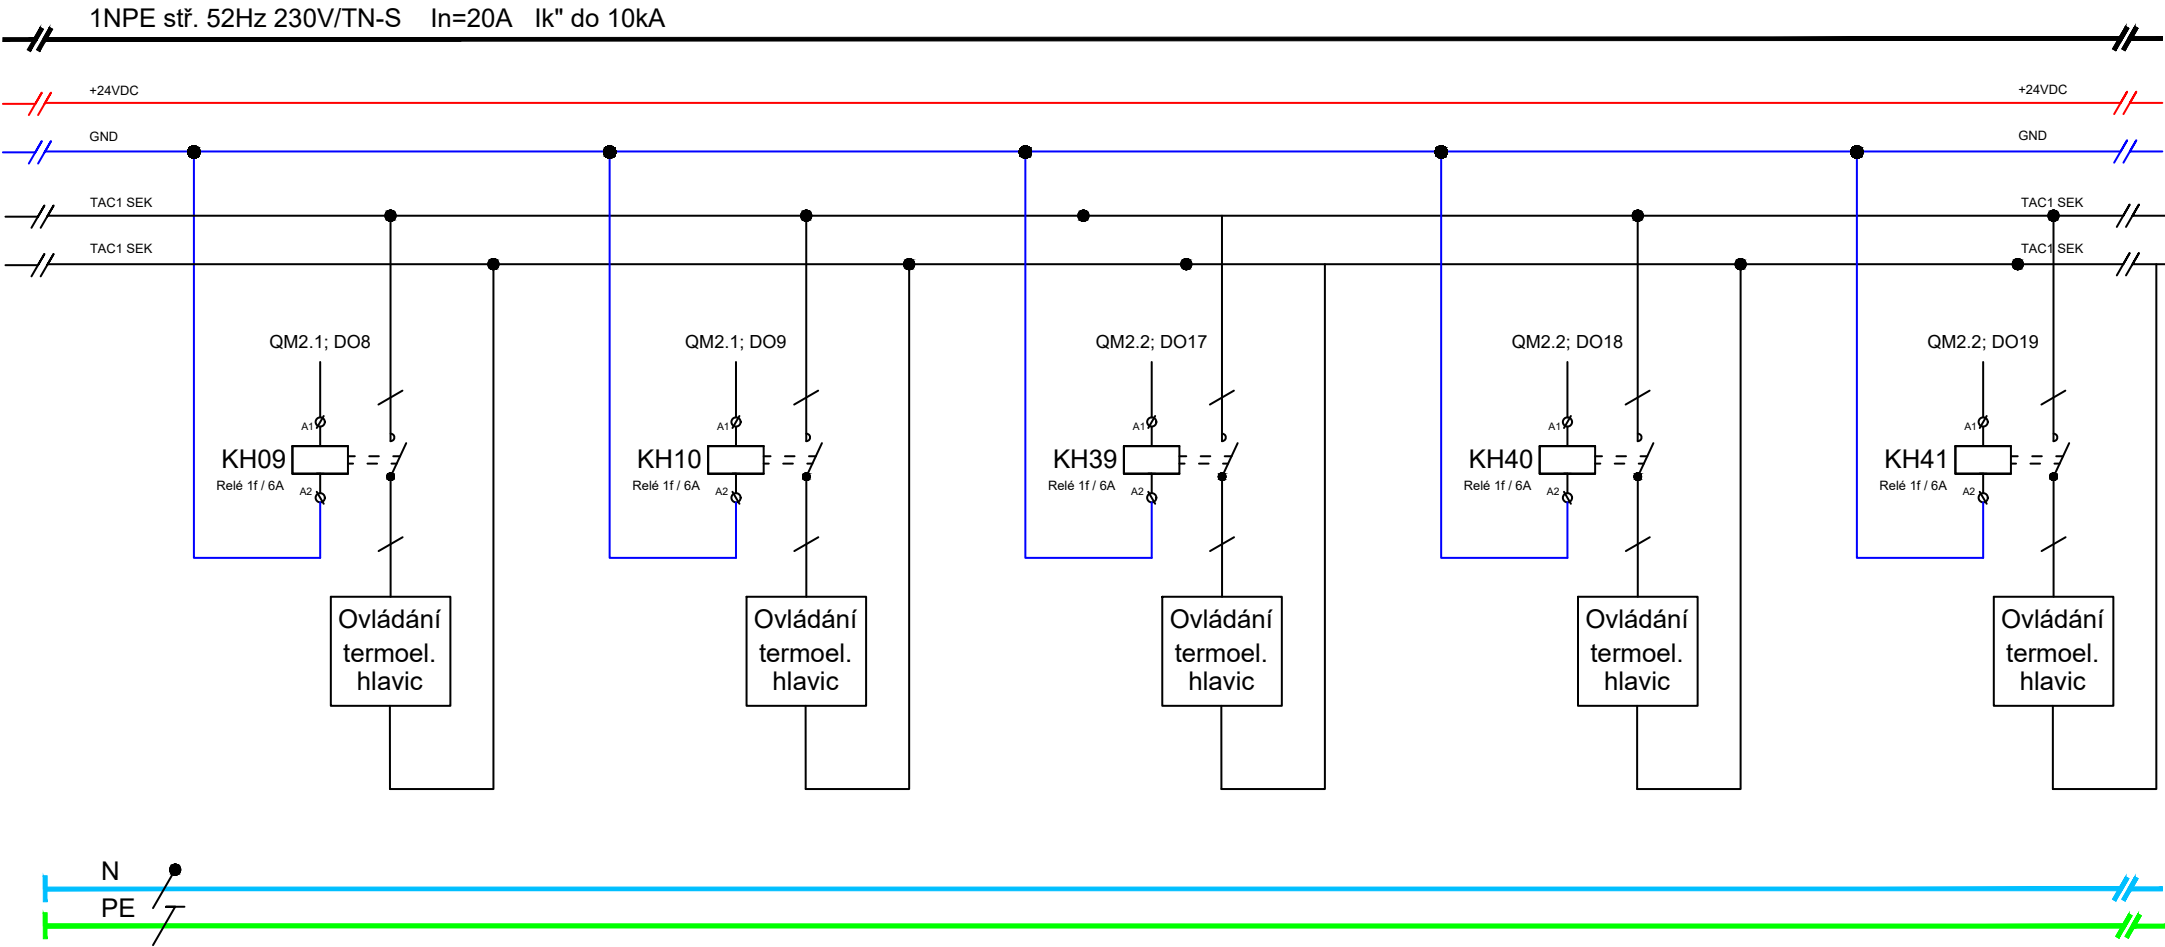 1NPE stř. 52Hz 230V/TN-S In=20A Ik" do 10kA
+24VDC +24VDC
GND GND
TAC1 SEK TAC1 SEK
TAC1 SEK TAC1 SEK
QM2.1; DO8 QM2.1; DO9 QM2.2; DO17 QM2.2; DO18 QM2.2; DO19
A1 A1 A1 A1 A1
KH09 KH10 KH39 KH40 KH41
Relé 1f / 6A A2 Relé 1f / 6A A2 Relé 1f / 6A A2 Relé 1f / 6A A2 Relé 1f / 6A A2
Ovládání Ovládání Ovládání Ovládání Ovládání
termoel. termoel. termoel. termoel. termoel.
hlavic hlavic hlavic hlavic hlavic
N
PE